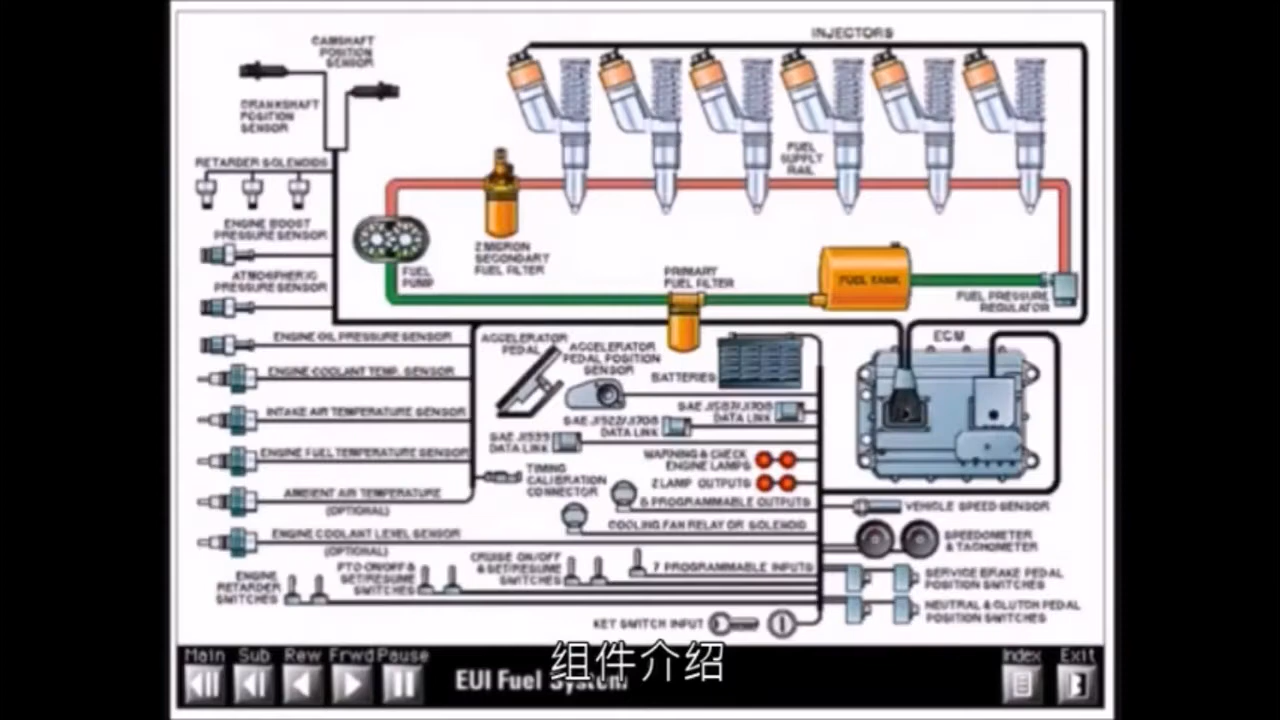 CAMSHAFT
POSITION
SENSOR
CRANKSHAFT
POSITION
SENSOR
RETARDER SOLENOIDS
ENGINE BOOST
PRESSURE SENSOR
ATMOSPHERIC
PRESSURE SENSOR
ENGINE OIL PRESSURE SENSOR
ENGINE COOLANT TEMP. SENSOR
INTAKE AIR TEMPERATURE SENSOR
ENGINE FUEL TEMPERATURE SENSOR
AMBIENT AIR TEMPERATURE
(OPTIONAL)
ENGINE COOLANT LEVEL SENSOR
(OPTIONAL)
ENGINE
RETARDER
SWITCHES
PTO ON/OFF &
SET/RESUME
SWITCHES
CRUISE ON/OFF
& SET/RESUME
SWITCHES
INJECTORS
FUEL
SUPPLY
RAIL
2 MICRON
SECONDARY
FUEL FILTER
FUEL
PUMP
PRIMARY
FUEL FILTER
FUEL TANK
FUEL PRESSURE
REGULATOR
ECM
ACCELERATOR
PEDAL
ACCELERATOR
PEDAL POSITION
SENSOR
BATTERIES
SAE J1587/J1708
DATA LINK
SAE J1922/J1708
DATA LINK
SAE J1939
DATA LINK
WARNING & CHECK
ENGINE LAMPS
2 LAMP OUTPUTS
TIMING
CALIBRATION
CONNECTOR
6 PROGRAMMABLE OUTPUTS
COOLING FAN RELAY OR SOLENOID
7 PROGRAMMABLE INPUTS
KEY SWITCH INPUT
VEHICLE SPEED SENSOR
SPEEDOMETER
& TACHOMETER
SERVICE BRAKE PEDAL
POSITION SWITCHES
NEUTRAL & CLUTCH PEDAL
POSITION SWITCHES
Main Sub Rew Frwd Pause
EUI Fuel System
组件介绍
Index Exit